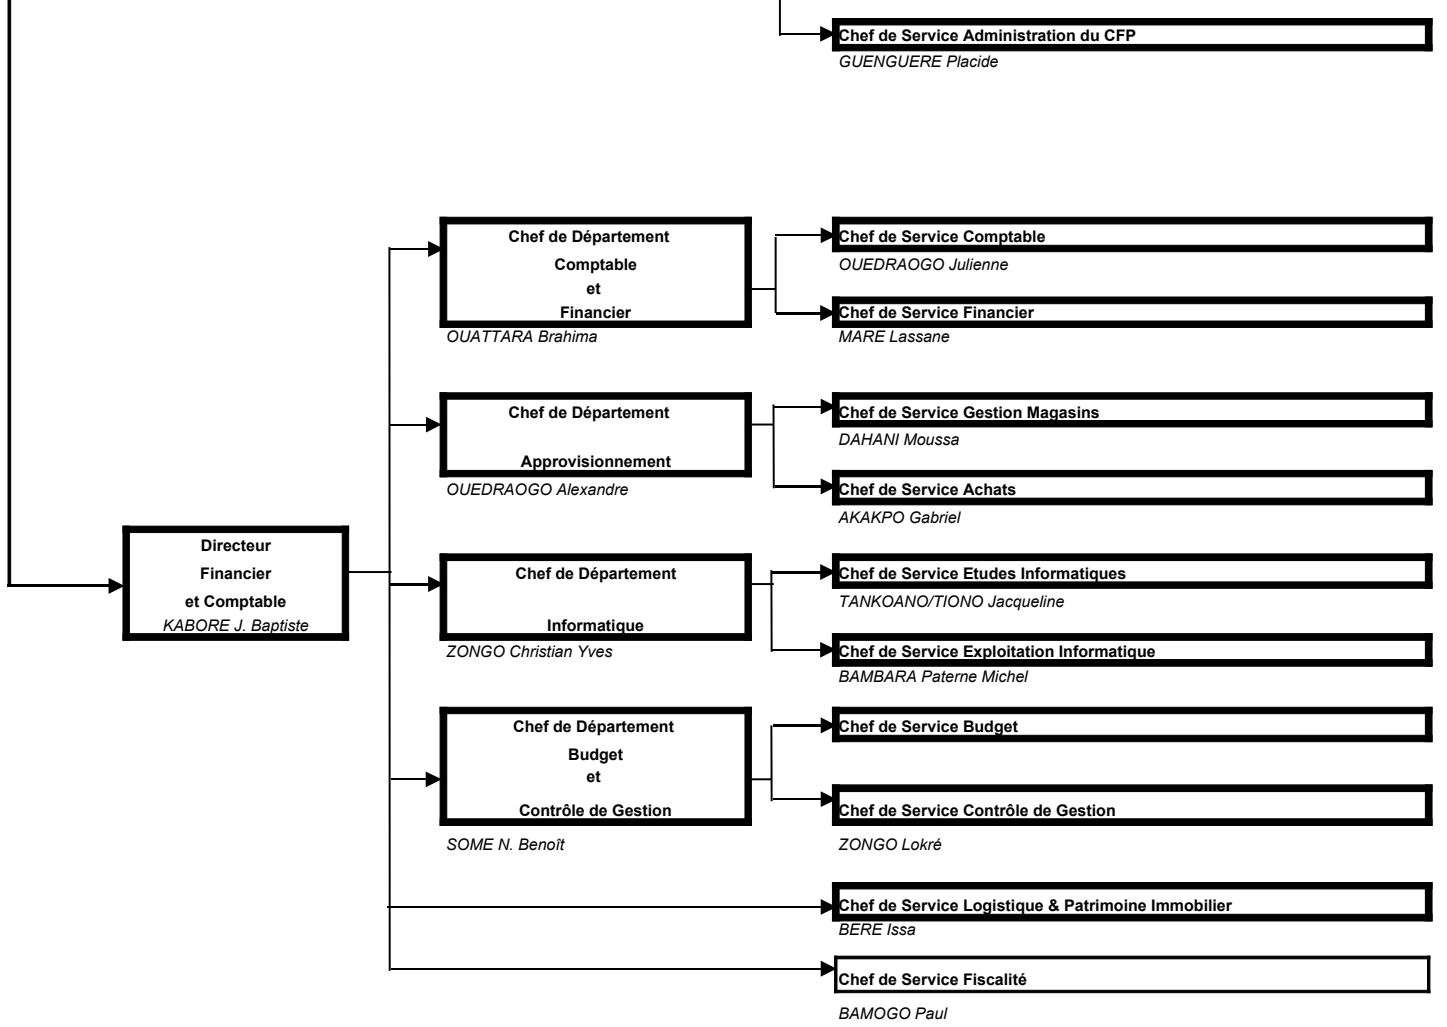 Chef de Service Administration du CFP
GUENGUERE Placide
Chef de Département
Comptable
et
Financier
OUATTARA Brahima
Chef de Service Comptable
OUEDRAOGO Julienne
Chef de Service Financier
MARE Lassane
Chef de Département
Approvisionnement
OUEDRAOGO Alexandre
Chef de Service Gestion Magasins
DAHANI Moussa
Chef de Service Achats
AKAKPO Gabriel
Directeur
Financier
et Comptable
KABORE J. Baptiste
Chef de Département
Informatique
ZONGO Christian Yves
Chef de Service Etudes Informatiques
TANKOANO/TIONO Jacqueline
Chef de Service Exploitation Informatique
BAMBARA Paterne Michel
Chef de Département
Budget
et
Contrôle de Gestion
SOME N. Benoît
Chef de Service Budget
Chef de Service Contrôle de Gestion
ZONGO Lokré
Chef de Service Logistique & Patrimoine Immobilier
BERE Issa
Chef de Service Fiscalité
BAMOGO Paul